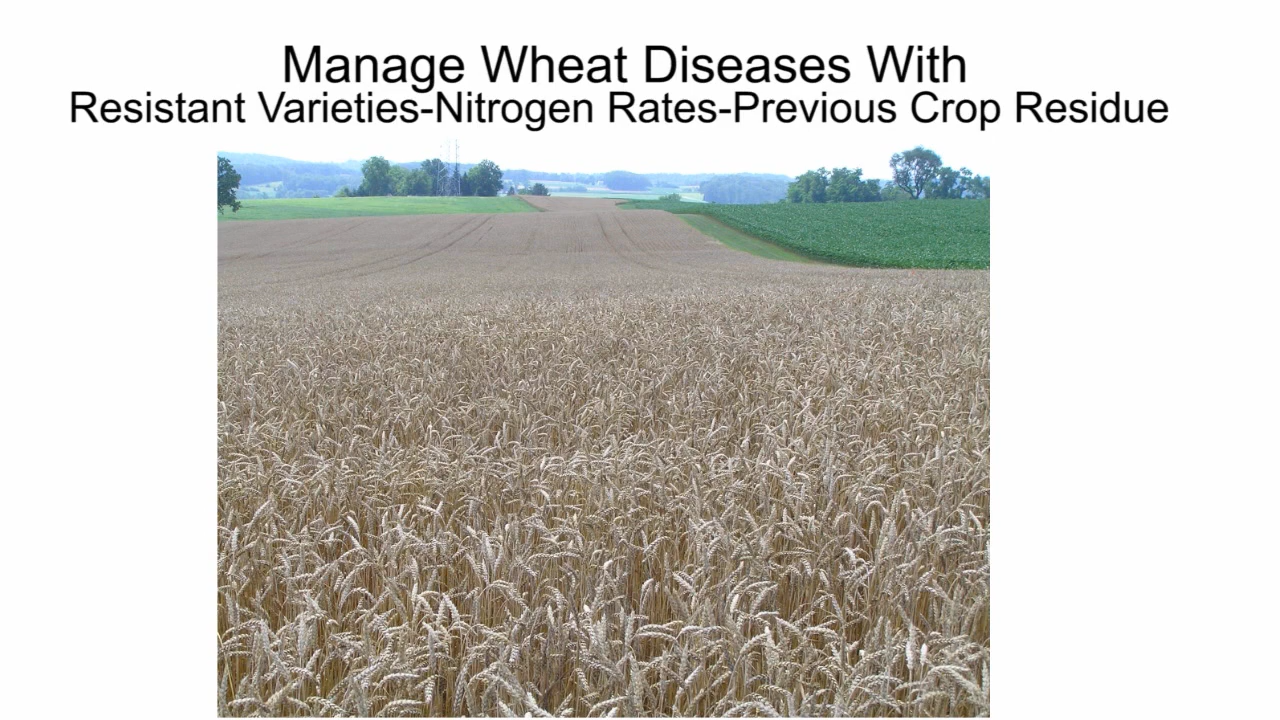 Manage Wheat Diseases With
Resistant Varieties-Nitrogen Rates-Previous Crop Residue